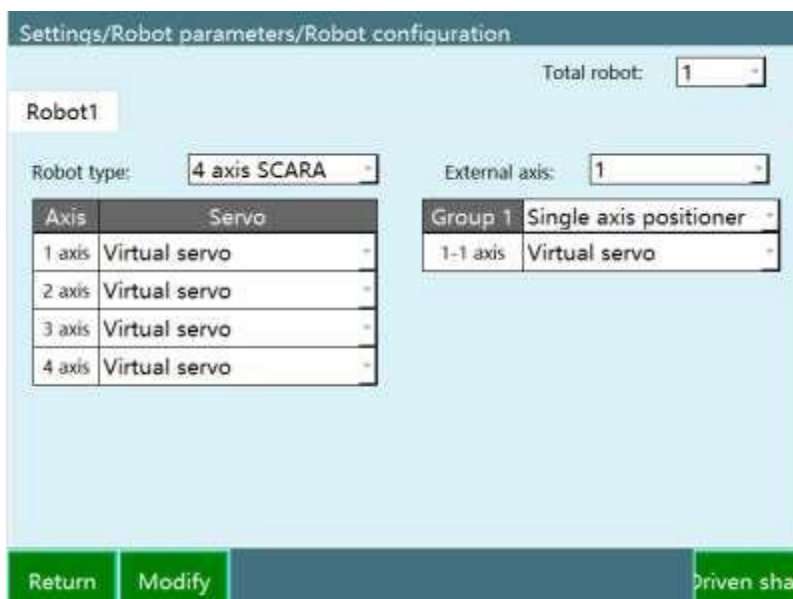 Settings/Robot parameters/Robot configuration
Total robot: 1
Robot1
Robot type: 4 axis SCARA External axis: 1
Axis Servo Group 1 Single axis positioner
1 axis Virtual servo 1-1 axis Virtual servo
2 axis Virtual servo
3 axis Virtual servo
4 axis Virtual servo
Return Modify Driven sha